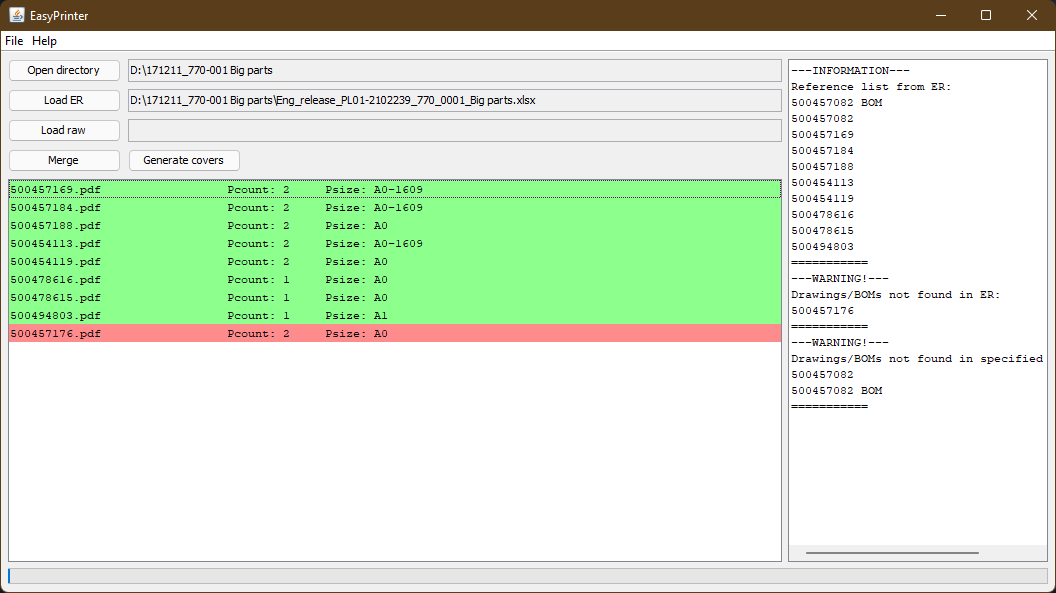 EasyPrinter
File Help
Open directory D:\171211_770-001 Big parts
Load ER D:\171211_770-001 Big parts\Eng_release_PL01-2102239_770_0001_Big parts.xlsx
Load raw
Merge Generate covers
500457169.pdf Pcount: 2 Psize: A0-1609
500457184.pdf Pcount: 2 Psize: A0-1609
500457188.pdf Pcount: 2 Psize: A0
500454113.pdf Pcount: 2 Psize: A0-1609
500454119.pdf Pcount: 2 Psize: A0
500478616.pdf Pcount: 1 Psize: A0
500478615.pdf Pcount: 1 Psize: A0
500494803.pdf Pcount: 1 Psize: A1
500457176.pdf Pcount: 2 Psize: A0
---INFORMATION---
Reference list from ER:
500457082 BOM
500457082
500457169
500457184
500457188
500454113
500454119
500478616
500478615
500494803
===========
---WARNING!---
Drawings/BOMs not found in ER:
500457176
===========
---WARNING!---
Drawings/BOMs not found in specified
500457082
500457082 BOM
===========